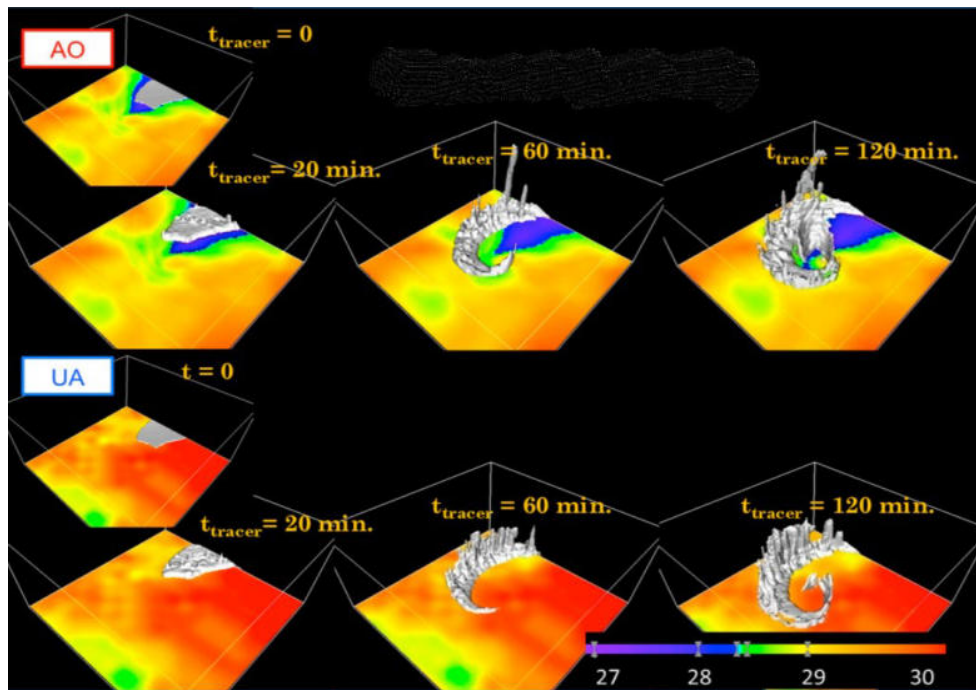 AO
t_tracer = 0
t_tracer = 20 min.
t_tracer = 60 min.
t_tracer = 120 min.
UA
t = 0
t_tracer = 20 min.
t_tracer = 60 min.
t_tracer = 120 min.
27 28 29 30